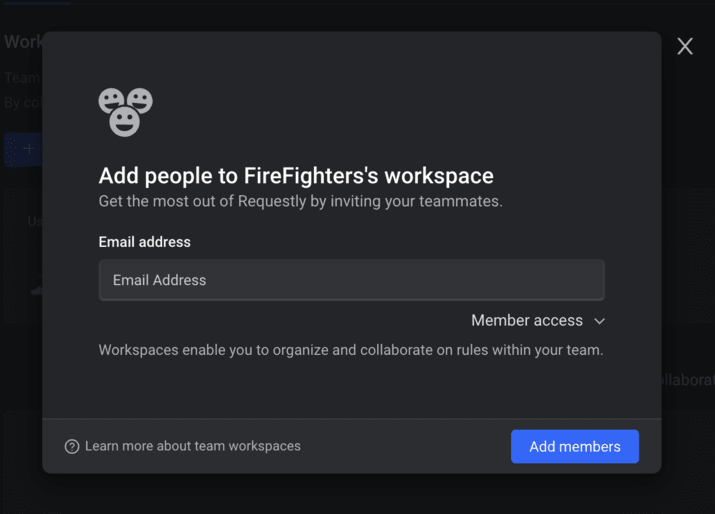 Work
Team
By col
+
Us
X
Add people to FireFighters's workspace
Get the most out of Requestly by inviting your teammates.
Email address
Email Address
Member access
Workspaces enable you to organize and collaborate on rules within your team.
llaborat
? Learn more about team workspaces
Add members